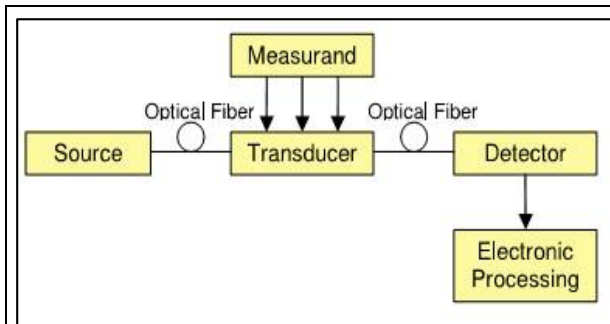 Measurand
Optical Fiber
Optical Fiber
Source
Transducer
Detector
Electronic
Processing